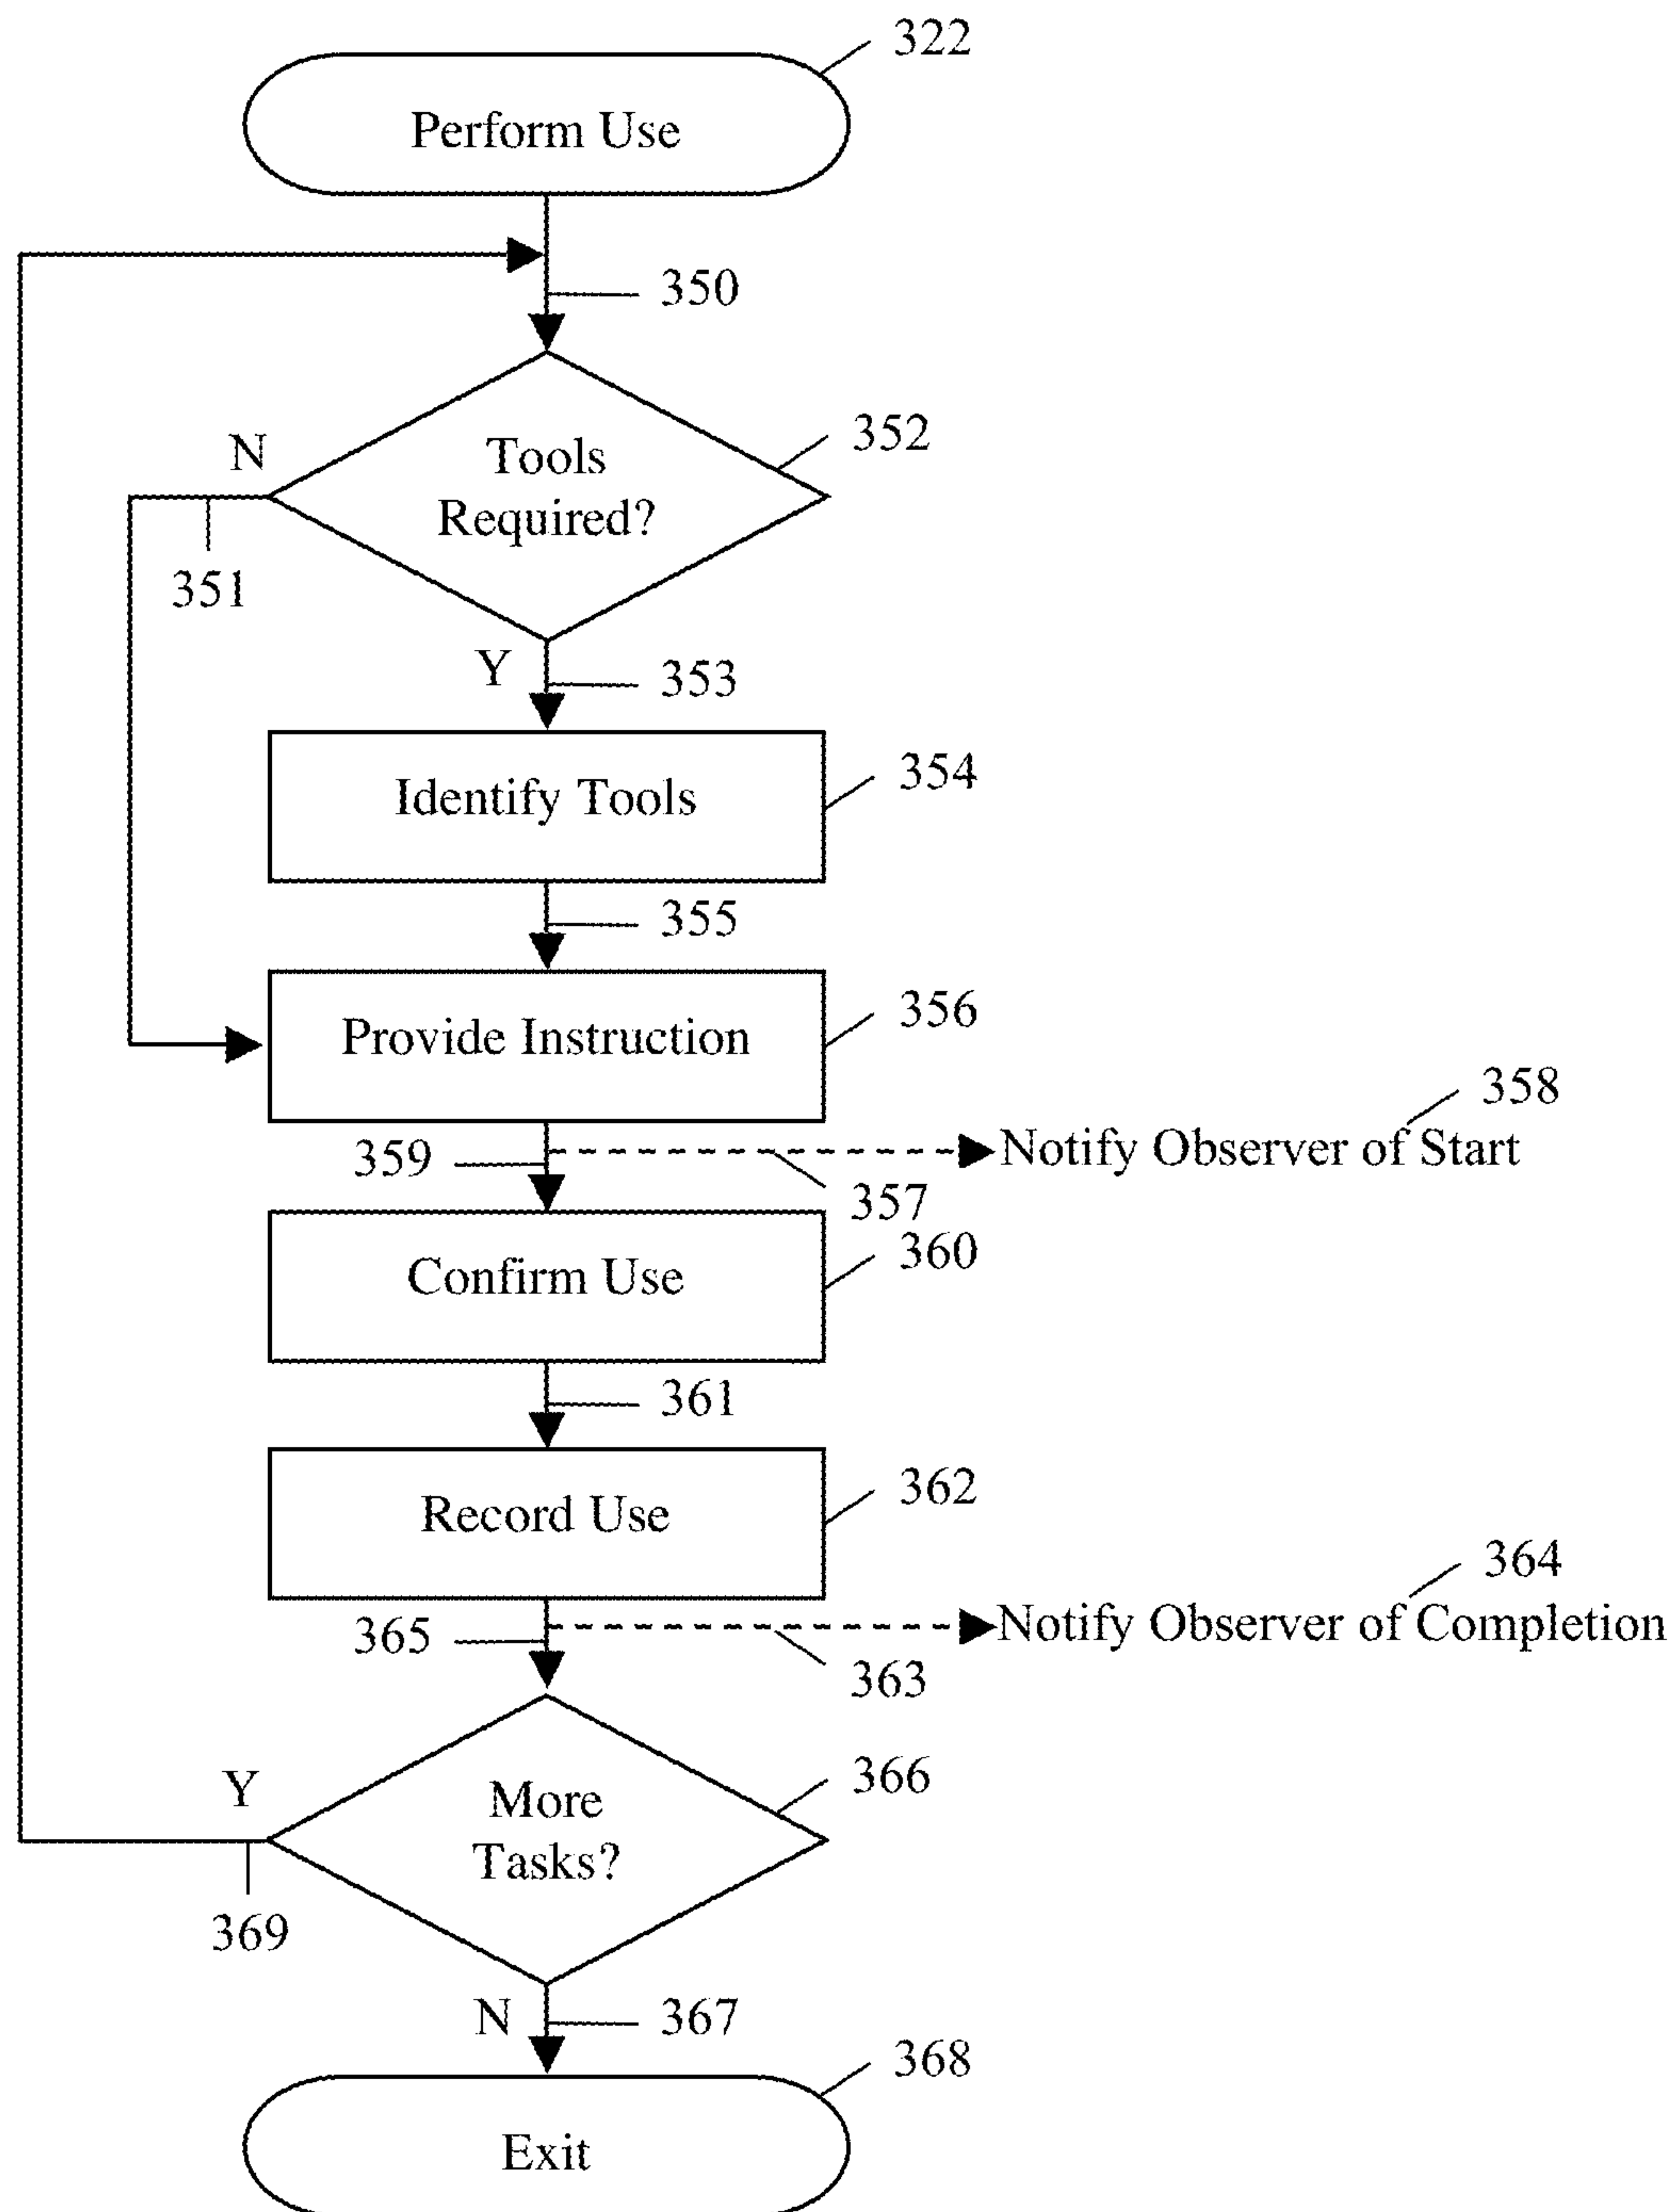 322
Perform Use
350
N
Tools
Required?
352
351
Y
353
Identify Tools
354
355
Provide Instruction
356
358
359
Notify Observer of Start
357
Confirm Use
360
361
Record Use
362
364
365
Notify Observer of Completion
363
Y
More
Tasks?
366
369
N
367
368
Exit